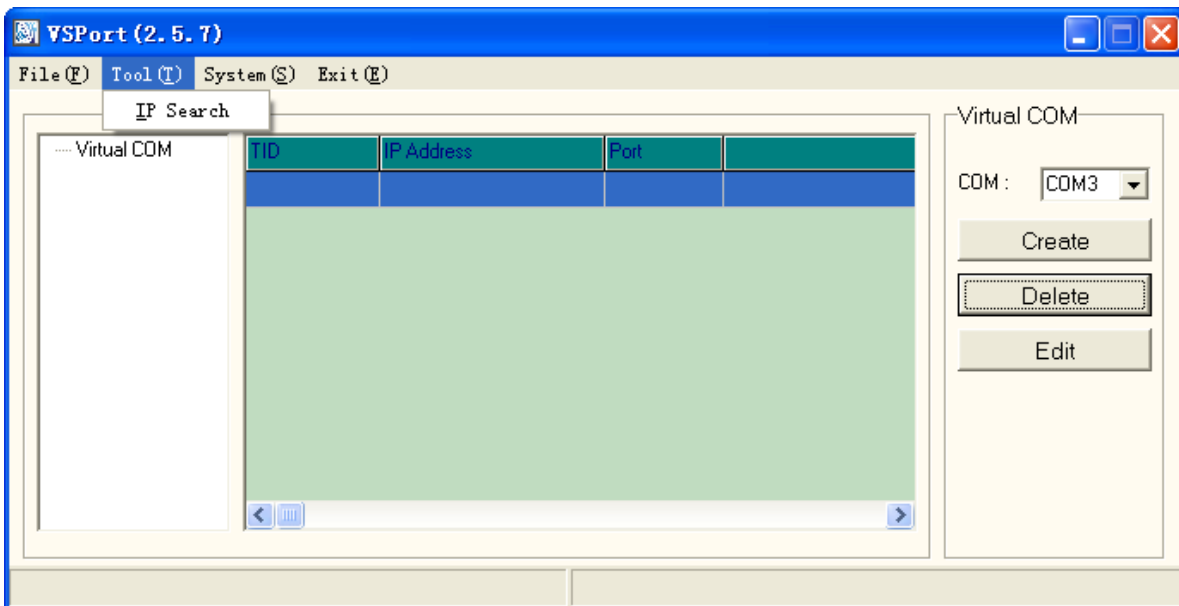 VSPort(2.5.7)
File(F) Tool(T) System(S) Exit(E)
IP Search
Virtual COM
TID IP Address Port
Virtual COM
COM : COM3
Create
Delete
Edit